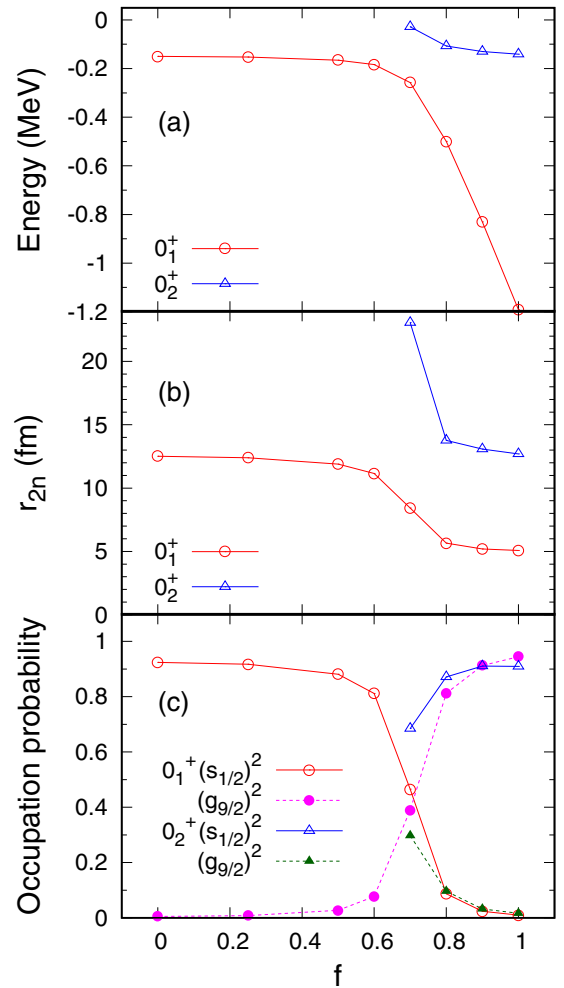 0
-0.2
-0.4
-0.6
-0.8
-1
-1.2
Energy (MeV)
(a)
0₁⁺
0₂⁺
20
15
10
5
0
r₂ₙ (fm)
(b)
0₁⁺
0₂⁺
1
0.8
0.6
0.4
0.2
0
Occupation probability
(c)
0₁⁺(s₁/₂)²
(g₉/₂)²
0₂⁺(s₁/₂)²
(g₉/₂)²
0 0.2 0.4 0.6 0.8 1
f